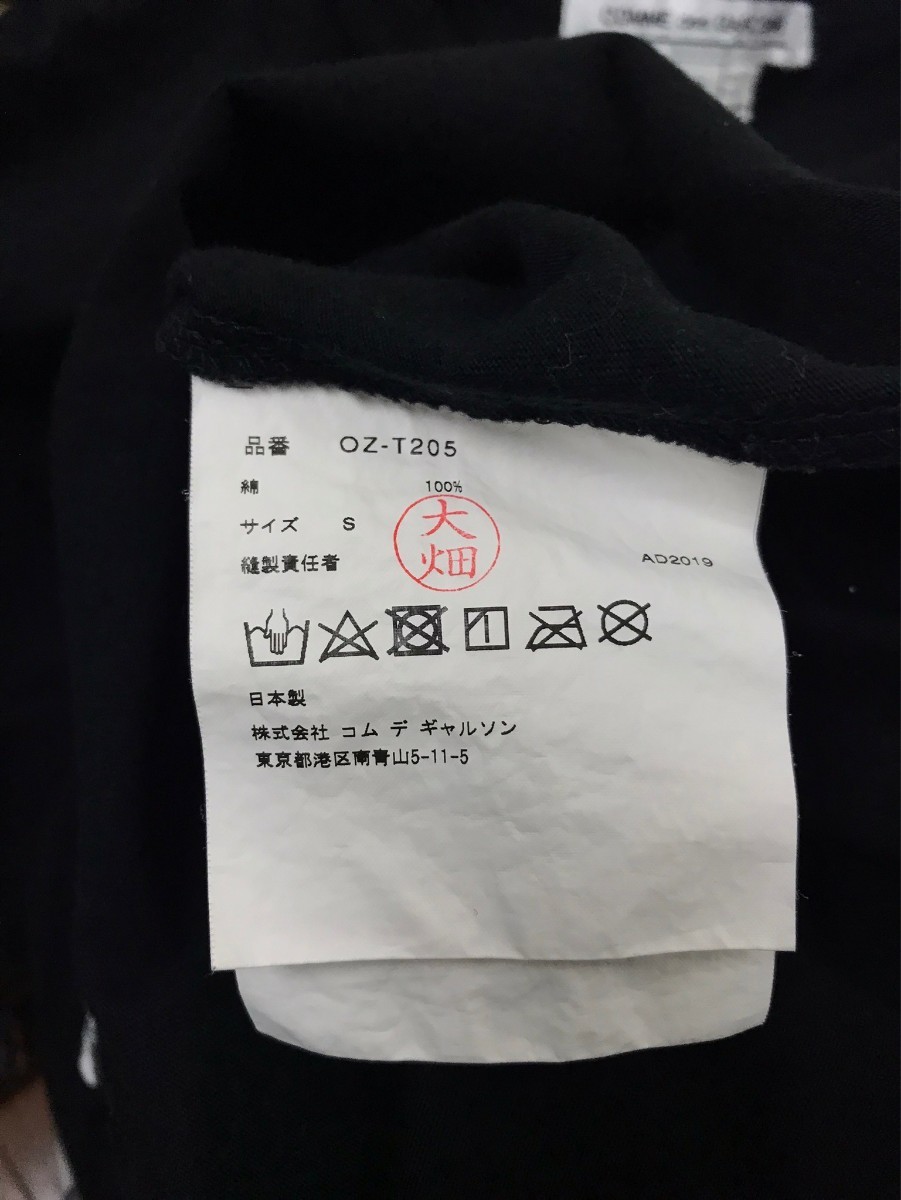 品番 OZ-T205
綿 100%
サイズ S
大畑
縫製責任者
AD2019
日本製
株式会社 コム デ ギャルソン
東京都港区南青山5-11-5